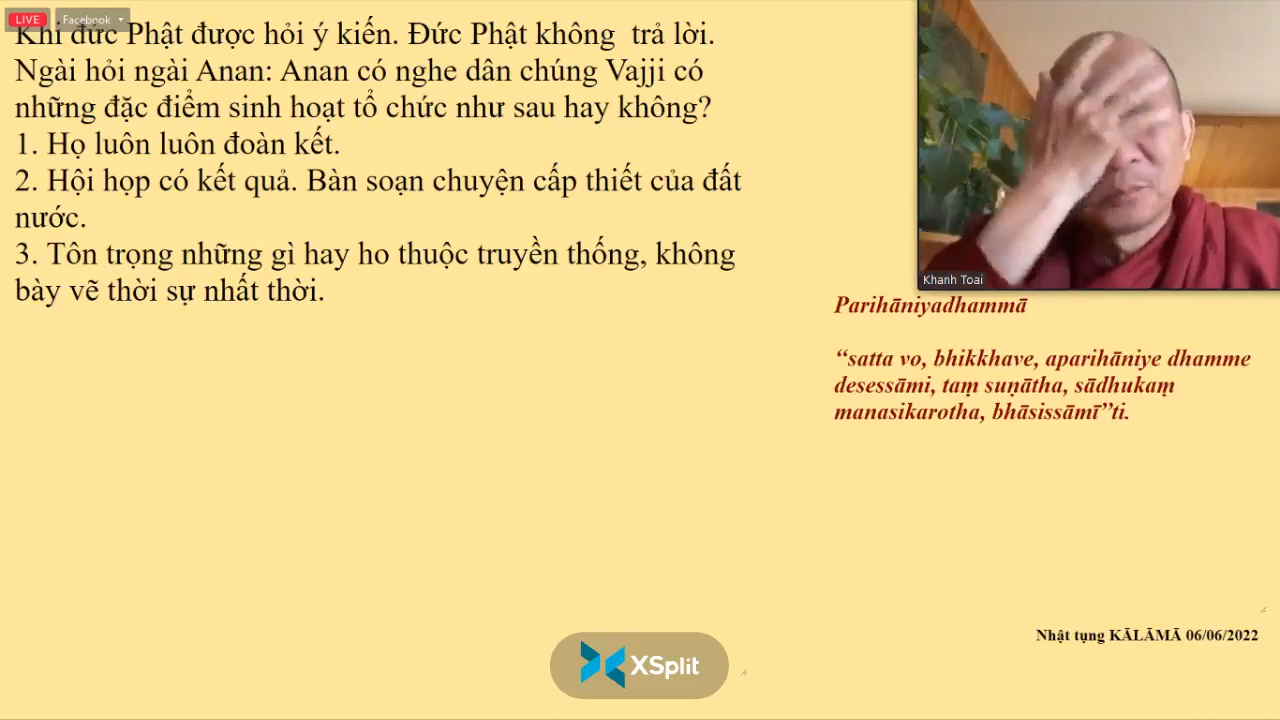 LIVE
Facebook
Khi đức Phật được hỏi ý kiến. Đức Phật không  trả lời.
Ngài hỏi ngài Anan: Anan có nghe dân chúng Vajji có
những đặc điểm sinh hoạt tổ chức như sau hay không?
1. Họ luôn luôn đoàn kết.
2. Hội họp có kết quả. Bàn soạn chuyện cấp thiết của đất
nước.
3. Tôn trọng những gì hay ho thuộc truyền thống, không
bày vẽ thời sự nhất thời.
Khanh Toai
Parihāniyadhammā
“satta vo, bhikkhave, aparihāniye dhamme
desessāmi, taṃ suṇātha, sādhukaṃ
manasikarotha, bhāsissāmī”ti.
Nhật tụng KĀLĀMĀ 06/06/2022
XSplit